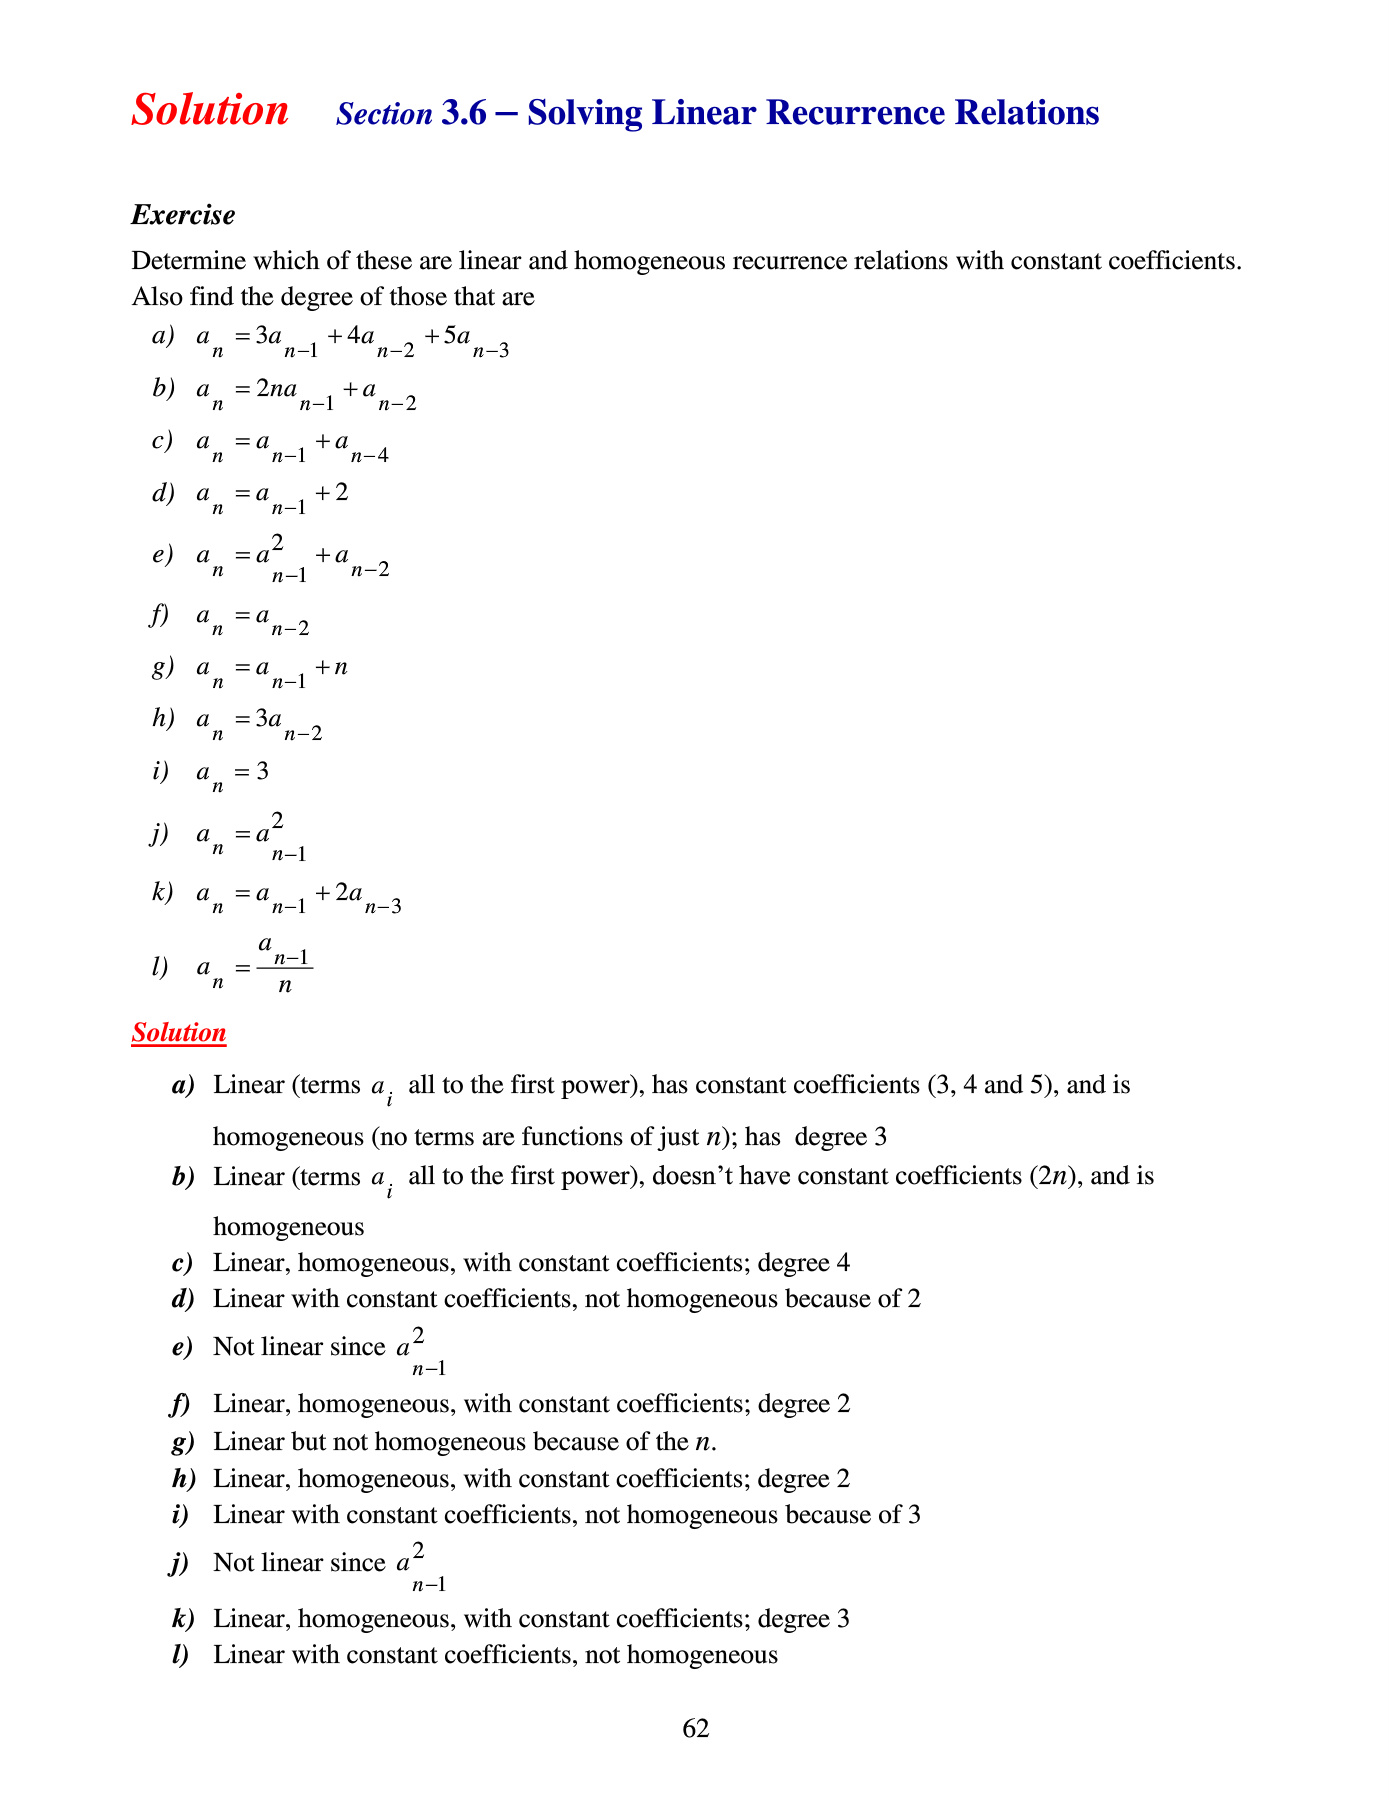 Solution Section 3.6 – Solving Linear Recurrence Relations
Exercise
Determine which of these are linear and homogeneous recurrence relations with constant coefficients.
Also find the degree of those that are
a) a_n = 3a_{n−1} + 4a_{n−2} + 5a_{n−3}
b) a_n = 2na_{n−1} + a_{n−2}
c) a_n = a_{n−1} + a_{n−4}
d) a_n = a_{n−1} + 2
e) a_n = a^2_{n−1} + a_{n−2}
f) a_n = a_{n−2}
g) a_n = a_{n−1} + n
h) a_n = 3a_{n−2}
i) a_n = 3
j) a_n = a^2_{n−1}
k) a_n = a_{n−1} + 2a_{n−3}
l) a_n = a_{n−1}/n
Solution
a) Linear (terms a_i all to the first power), has constant coefficients (3, 4 and 5), and is
homogeneous (no terms are functions of just n); has degree 3
b) Linear (terms a_i all to the first power), doesn’t have constant coefficients (2n), and is
homogeneous
c) Linear, homogeneous, with constant coefficients; degree 4
d) Linear with constant coefficients, not homogeneous because of 2
e) Not linear since a^2_{n−1}
f) Linear, homogeneous, with constant coefficients; degree 2
g) Linear but not homogeneous because of the n.
h) Linear, homogeneous, with constant coefficients; degree 2
i) Linear with constant coefficients, not homogeneous because of 3
j) Not linear since a^2_{n−1}
k) Linear, homogeneous, with constant coefficients; degree 3
l) Linear with constant coefficients, not homogeneous
62